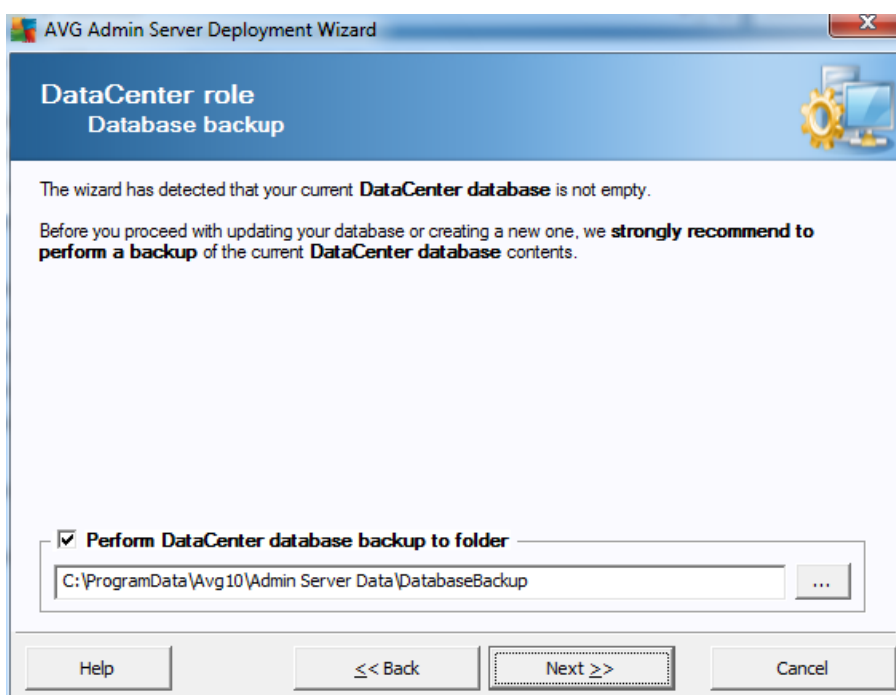 AVG Admin Server Deployment Wizard
DataCenter role
Database backup
The wizard has detected that your current DataCenter database is not empty.
Before you proceed with updating your database or creating a new one, we strongly recommend to
perform a backup of the current DataCenter database contents.
Perform DataCenter database backup to folder
C:\ProgramData\Avg10\Admin Server Data\DatabaseBackup
...
Help
<< Back
Next >>
Cancel